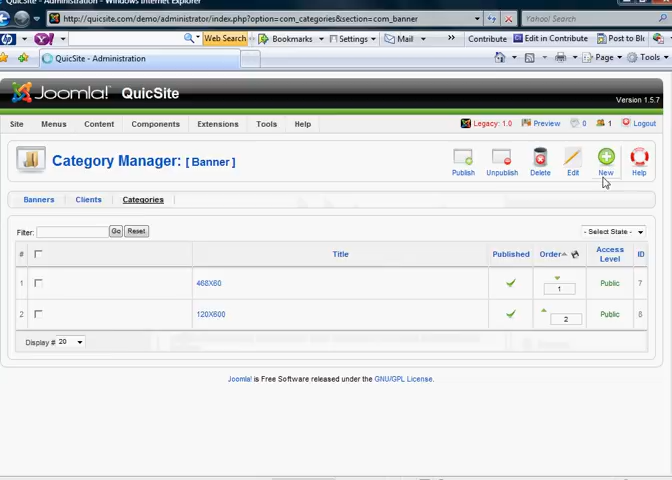 QuicSite - Administration - Windows Internet Explorer
http://quicsite.com/demo/administrator/index.php?option=com_categories&section=com_banner
Yahoo! Search
Web Search
Bookmarks
Settings
Mail
Contribute
Edit in Contribute
Post to Bl
QuicSite - Administration
Page
Tools
Joomla! QuicSite
Version 1.5.7
Site Menus Content Components Extensions Tools Help
Legacy: 1.0 Preview 0 1 Logout
Category Manager: [ Banner ]
Publish Unpublish Delete Edit New Help
Banners Clients Categories
Filter: Go Reset
- Select State -
# Title Published Order Access Level ID
1 468X60 1 Public 7
2 120X600 2 Public 8
Display # 20
Joomla! is Free Software released under the GNU/GPL License.